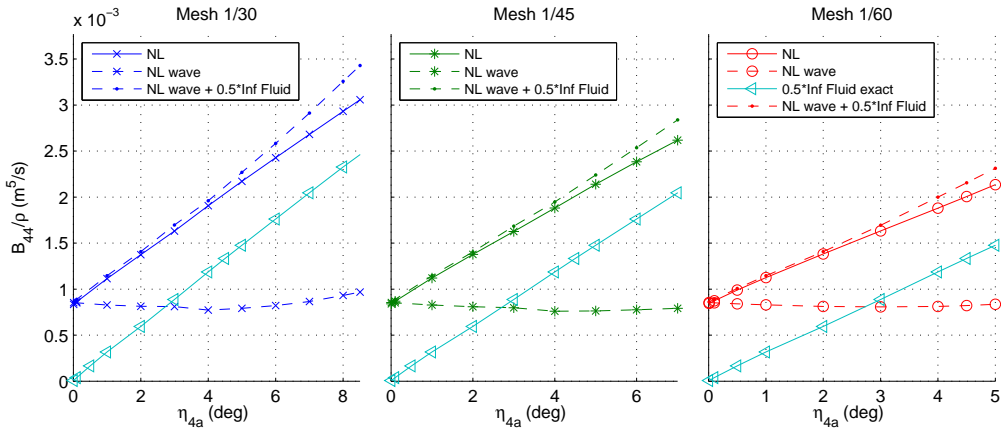 Mesh 1/30
Mesh 1/45
Mesh 1/60
x 10⁻³
NL
NL wave
NL wave + 0.5*Inf Fluid
NL
NL wave
NL wave + 0.5*Inf Fluid
NL
NL wave
0.5*Inf Fluid exact
NL wave + 0.5*Inf Fluid
3.5
3
2.5
2
1.5
1
0.5
0
B₄₄/ρ (m⁵/s)
0 2 4 6 8
0 2 4 6
0 1 2 3 4 5
η₄ₐ (deg)
η₄ₐ (deg)
η₄ₐ (deg)